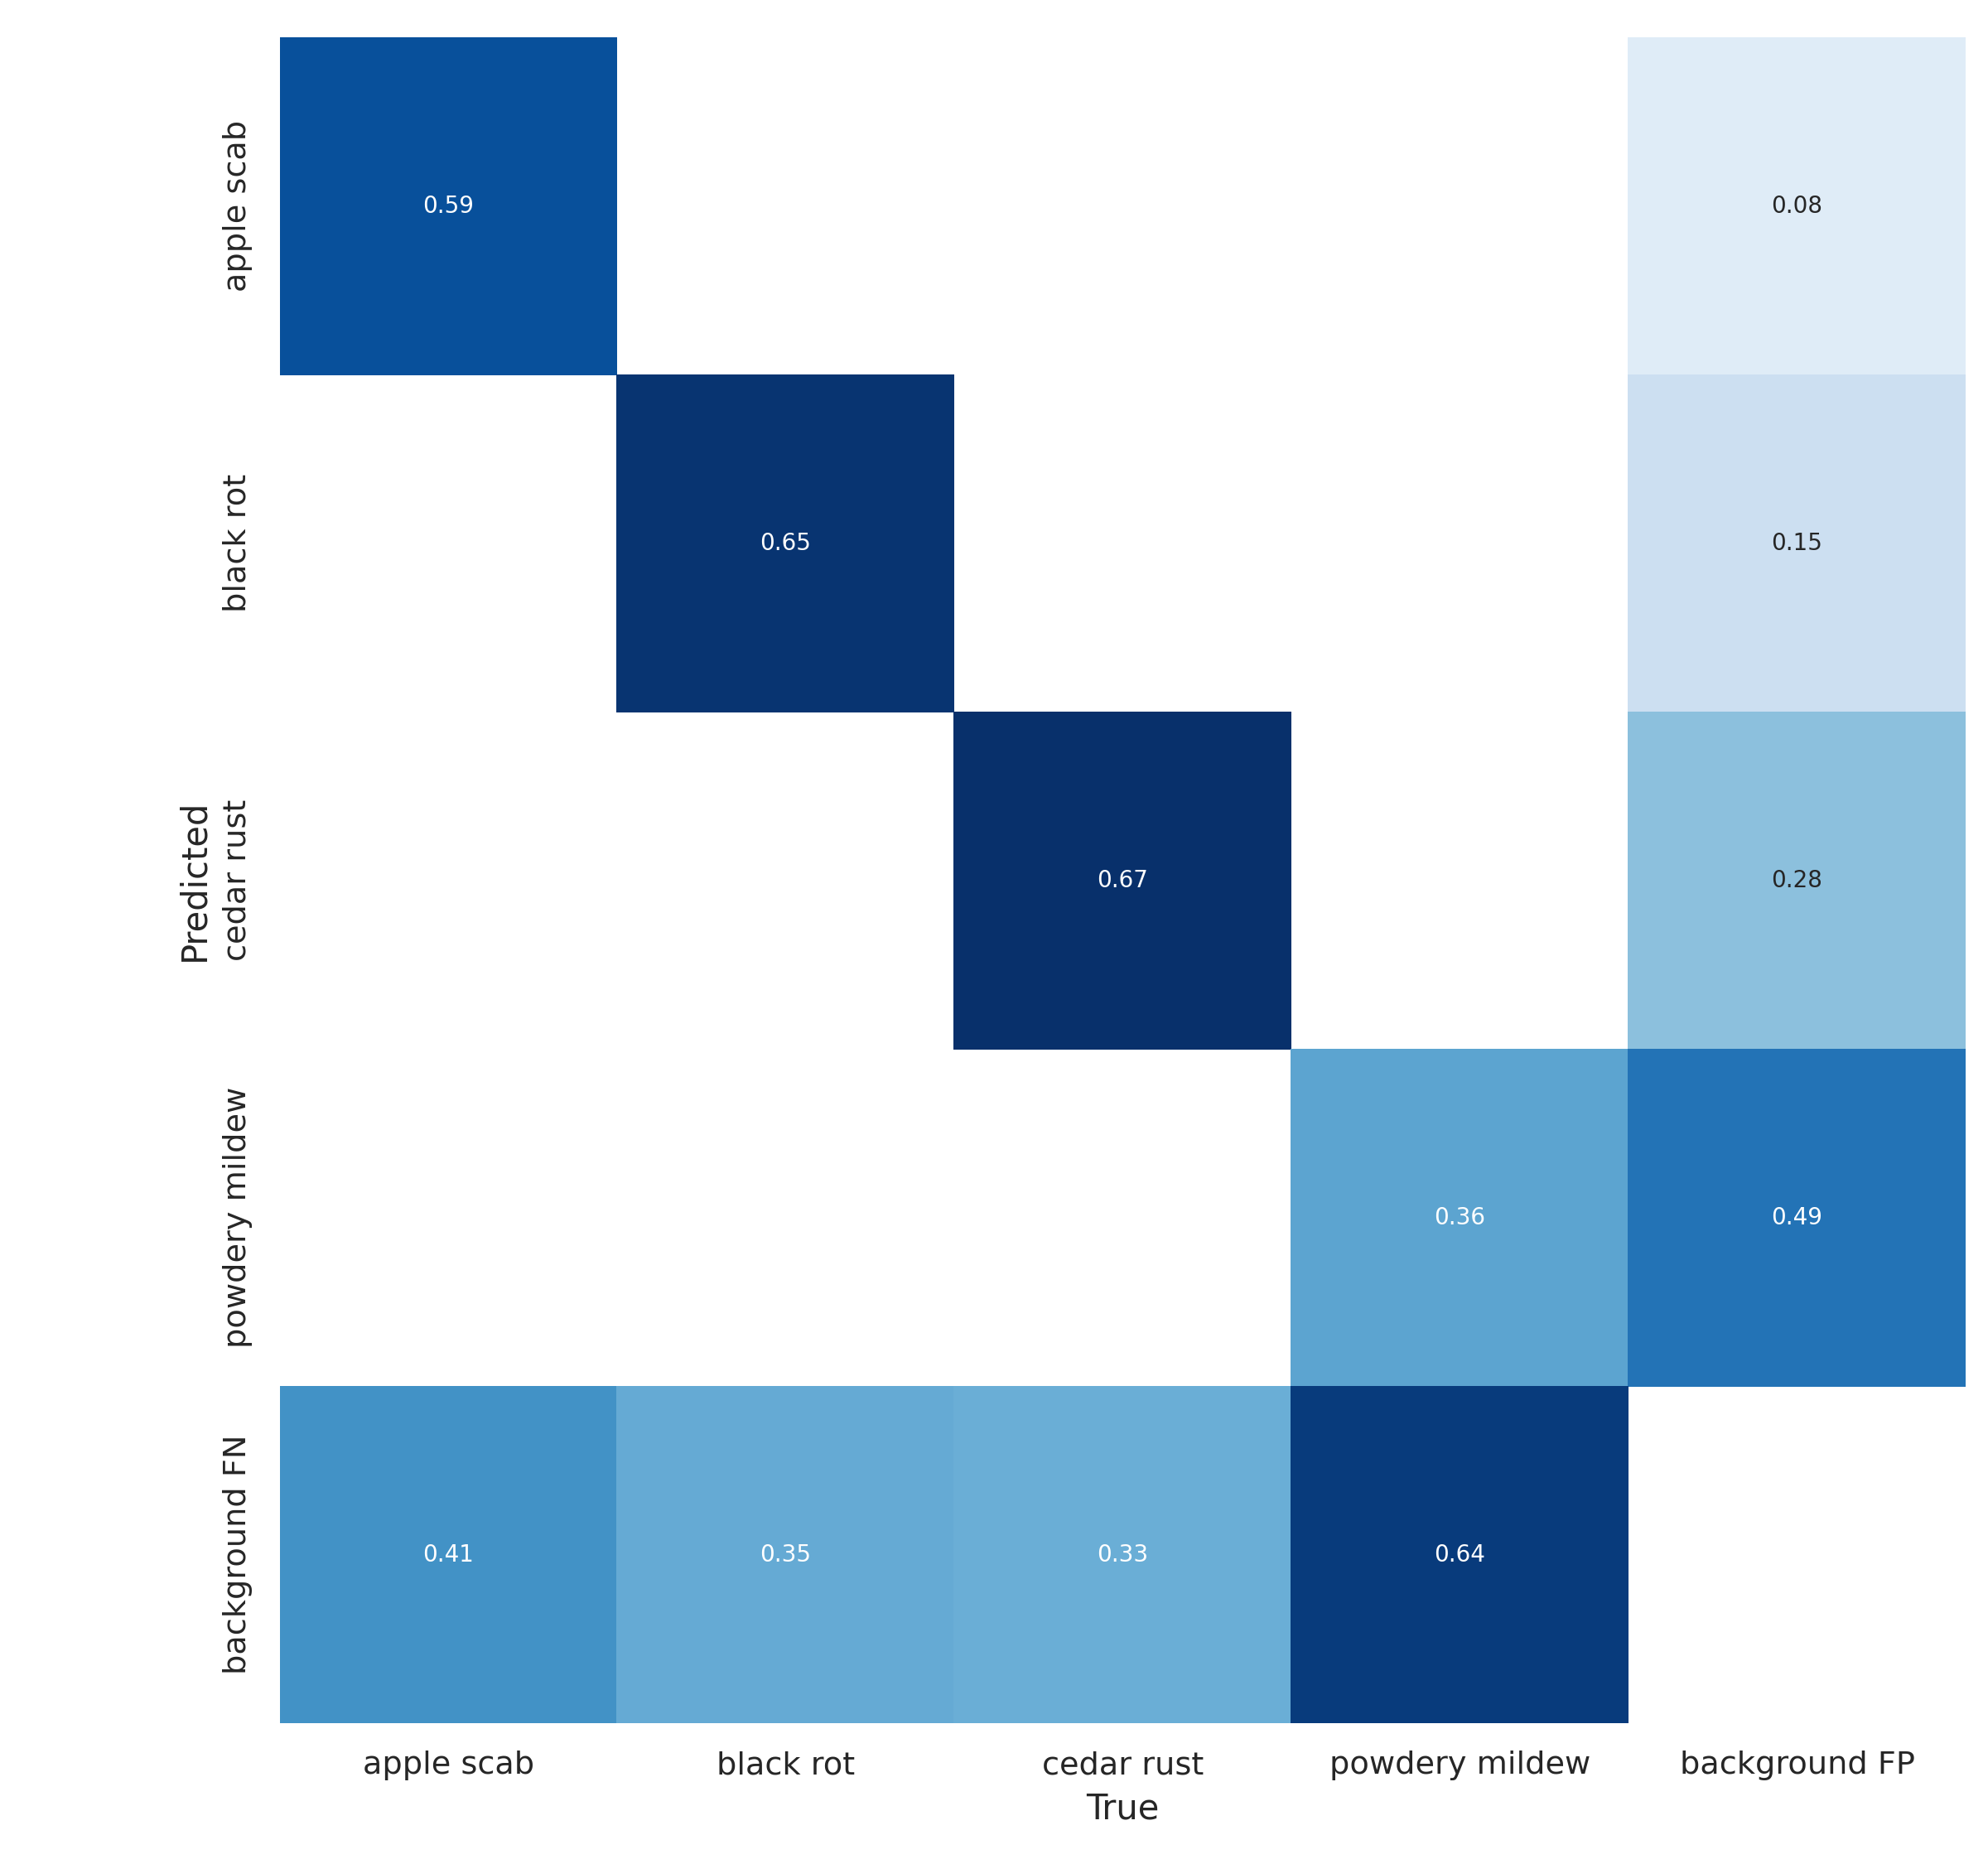 apple scab
0.59
0.08
black rot
0.65
0.15
Predicted
cedar rust
0.67
0.28
powdery mildew
0.36
0.49
background FN
0.41
0.35
0.33
0.64
apple scab
black rot
cedar rust
powdery mildew
background FP
True